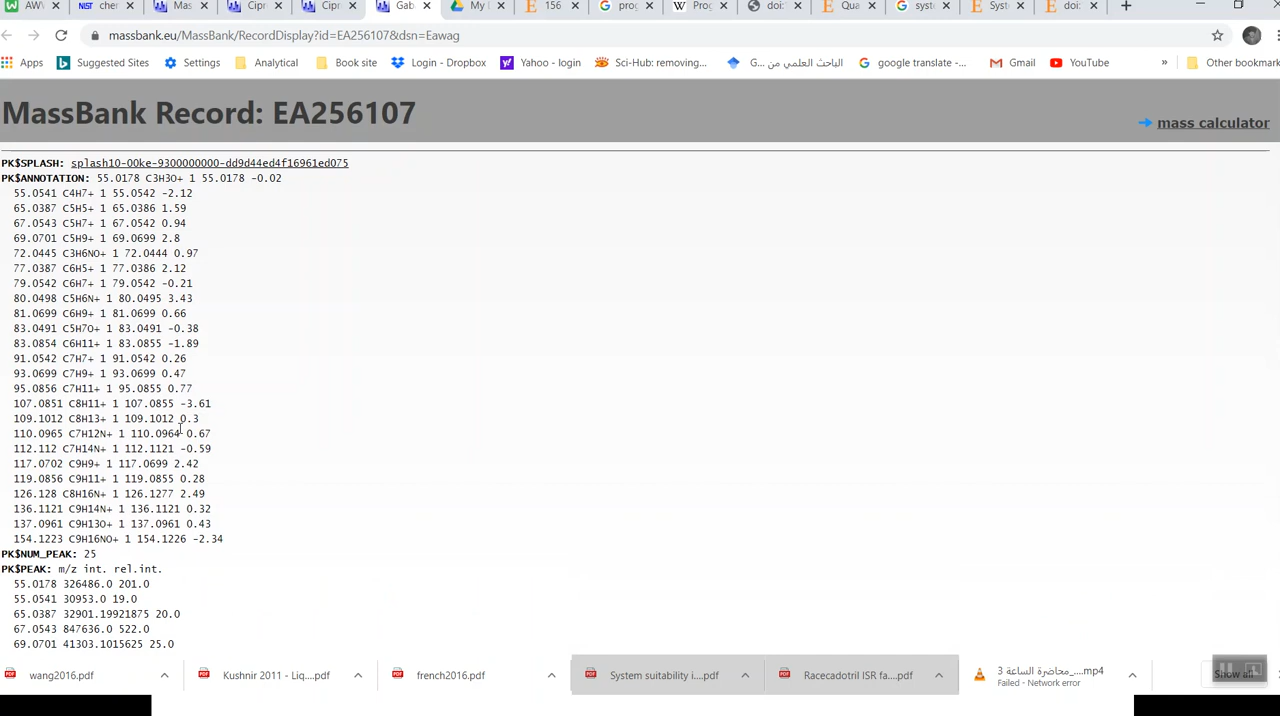 AW
NIST cher
Mas
Cipr
Cipr
Gab
My
156
prog
Prog
doi:
Qua
syste
Syst
doi:
massbank.eu/MassBank/RecordDisplay?id=EA256107&dsn=Eawag
Apps Suggested Sites Settings Analytical Book site Login - Dropbox Yahoo - login Sci-Hub: removing... الباحث العلمي من G... google translate -... Gmail YouTube » Other bookmark
MassBank Record: EA256107
mass calculator
PK$SPLASH: splash10-00ke-9300000000-dd9d44ed4f16961ed075
PK$ANNOTATION: 55.0178 C3H3O+ 1 55.0178 -0.02
55.0541 C4H7+ 1 55.0542 -2.12
65.0387 C5H5+ 1 65.0386 1.59
67.0543 C5H7+ 1 67.0542 0.94
69.0701 C5H9+ 1 69.0699 2.8
72.0445 C3H6NO+ 1 72.0444 0.97
77.0387 C6H5+ 1 77.0386 2.12
79.0542 C6H7+ 1 79.0542 -0.21
80.0498 C5H6N+ 1 80.0495 3.43
81.0699 C6H9+ 1 81.0699 0.66
83.0491 C5H7O+ 1 83.0491 -0.38
83.0854 C6H11+ 1 83.0855 -1.89
91.0542 C7H7+ 1 91.0542 0.26
93.0699 C7H9+ 1 93.0699 0.47
95.0856 C7H11+ 1 95.0855 0.77
107.0851 C8H11+ 1 107.0855 -3.61
109.1012 C8H13+ 1 109.1012 0.3
110.0965 C7H12N+ 1 110.0964 0.67
112.112 C7H14N+ 1 112.1121 -0.59
117.0702 C9H9+ 1 117.0699 2.42
119.0856 C9H11+ 1 119.0855 0.28
126.128 C8H16N+ 1 126.1277 2.49
136.1121 C9H14N+ 1 136.1121 0.32
137.0961 C9H13O+ 1 137.0961 0.43
154.1223 C9H16NO+ 1 154.1226 -2.34
PK$NUM_PEAK: 25
PK$PEAK: m/z int. rel.int.
55.0178 326486.0 201.0
55.0541 30953.0 19.0
65.0387 32901.19921875 20.0
67.0543 847636.0 522.0
69.0701 41303.1015625 25.0
wang2016.pdf
Kushnir 2011 - Liq....pdf
french2016.pdf
System suitability i....pdf
Racecadotril ISR fa....pdf
3 محاضرة الساعة_....mp4
Failed - Network error
Show all